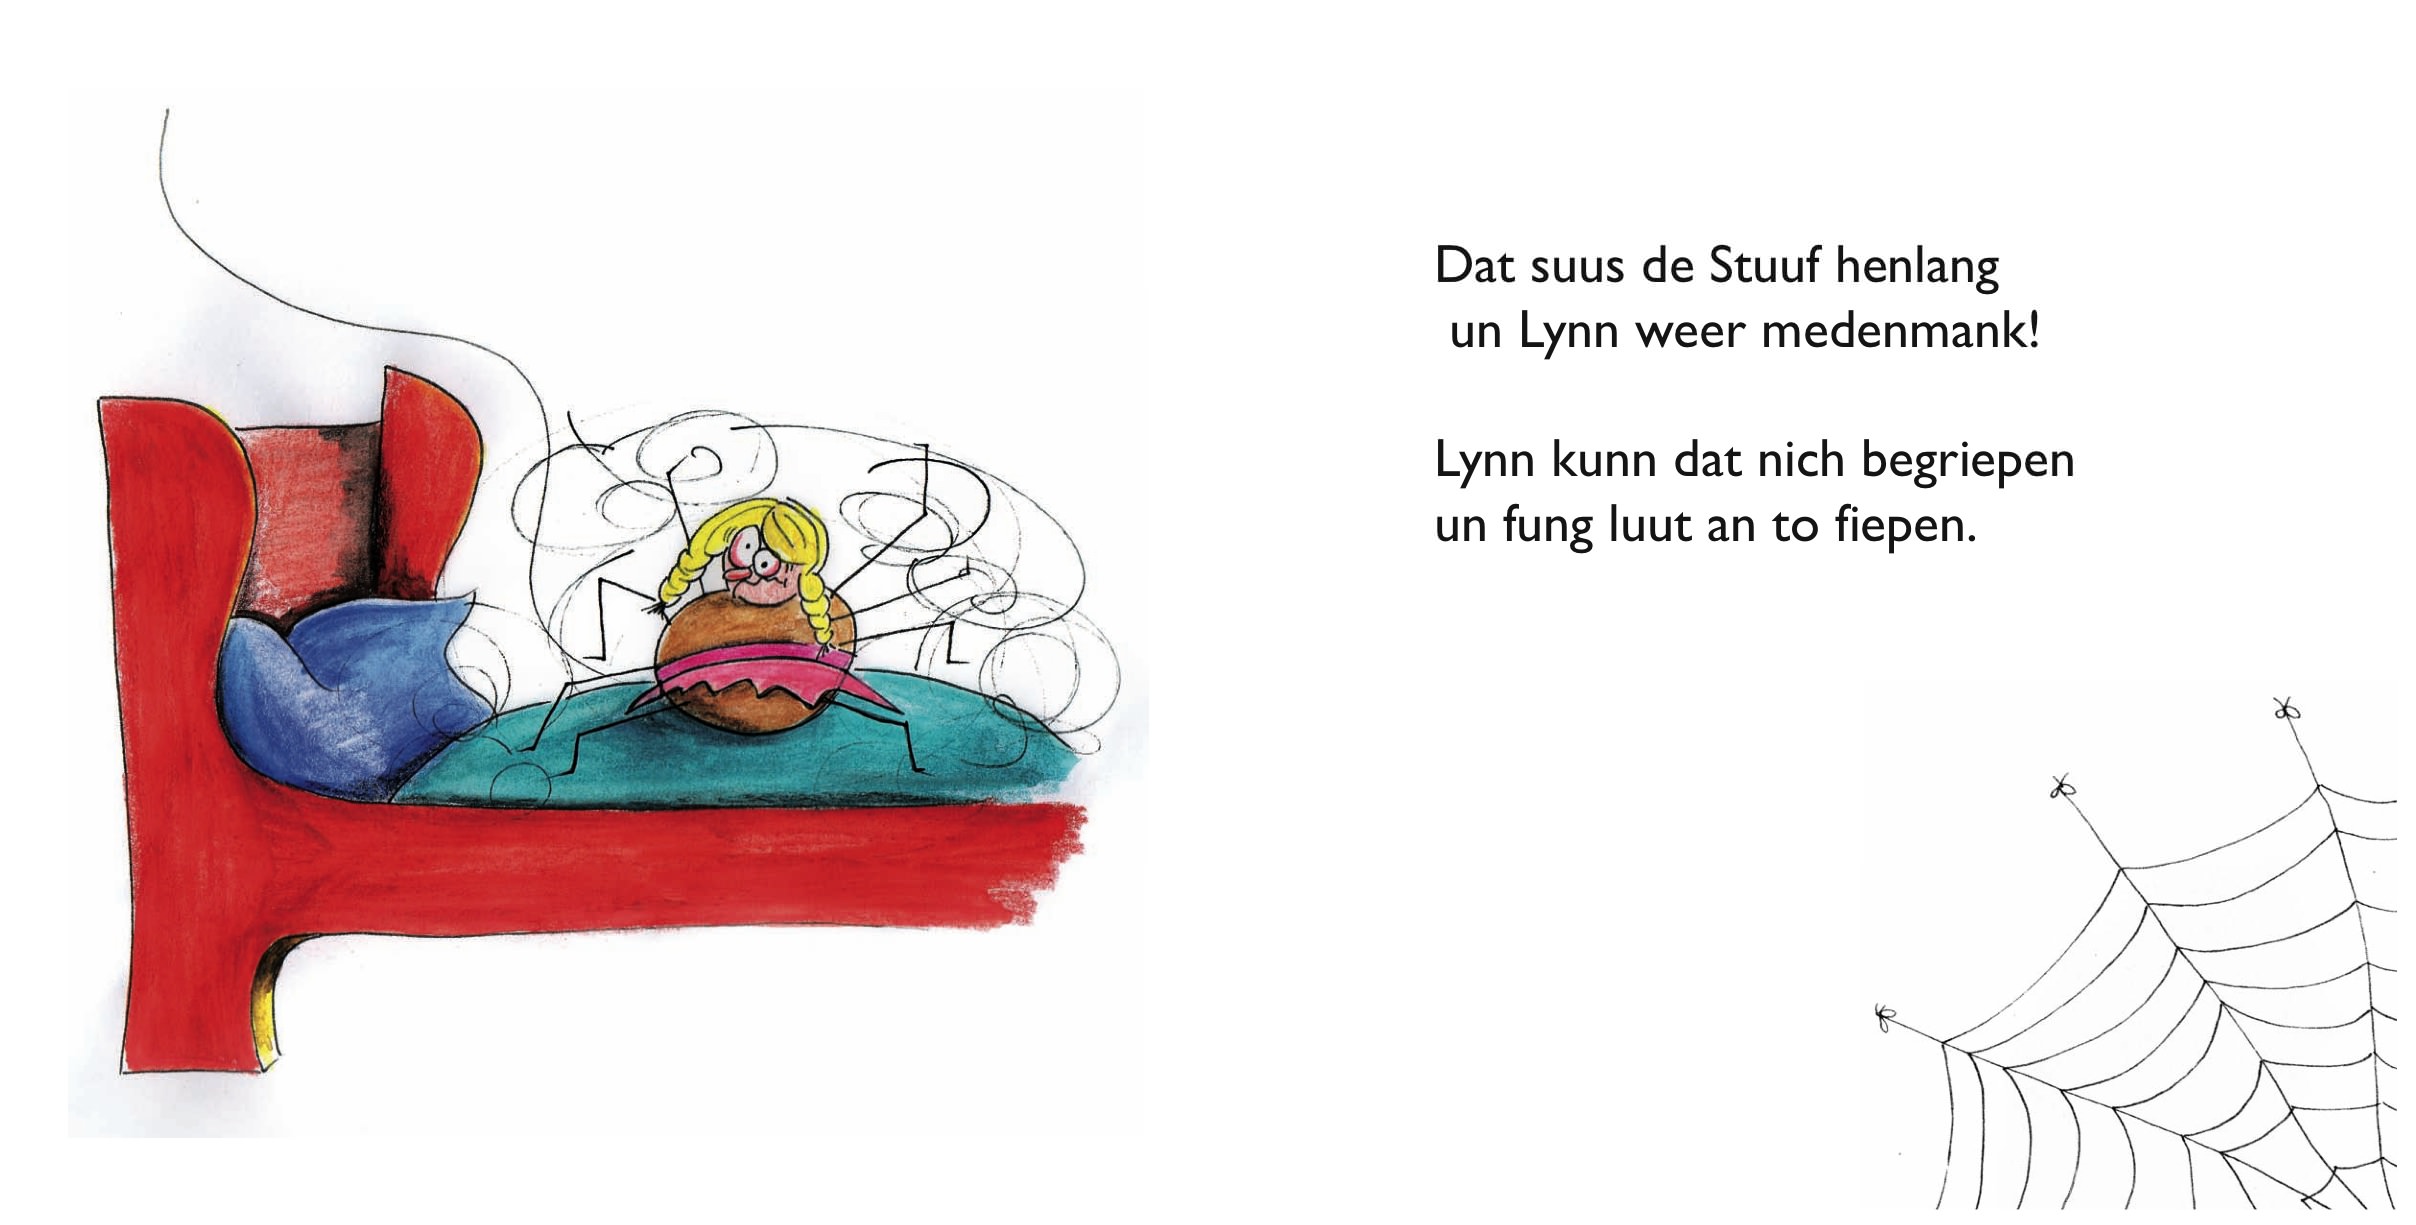 Dat suus de Stuuf henlang
un Lynn weer medenmank!
Lynn kunn dat nich begriepen
un fung luut an to fiepen.